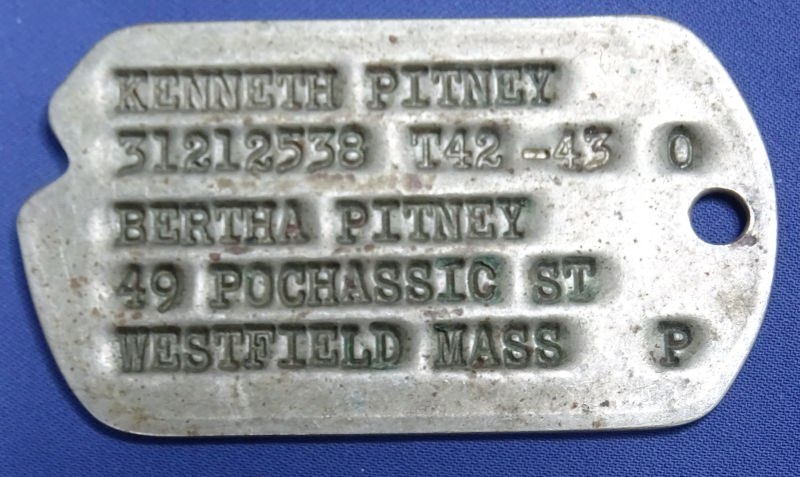 KENNETH PITNEY
31212538 T42-43 O
BERTHA PITNEY
49 POCHASSIC ST
WESTFIELD MASS P